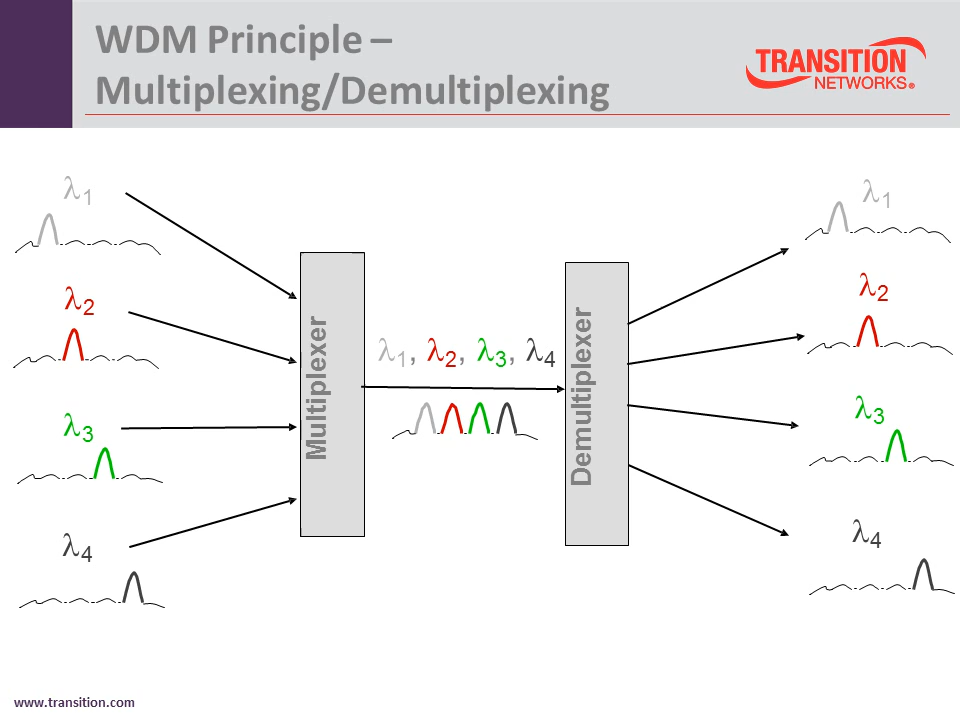 WDM Principle –
Multiplexing/Demultiplexing
TRANSITION
NETWORKS®
λ1
λ2
λ3
λ4
Multiplexer
λ1, λ2, λ3, λ4
Demultiplexer
λ1
λ2
λ3
λ4
www.transition.com